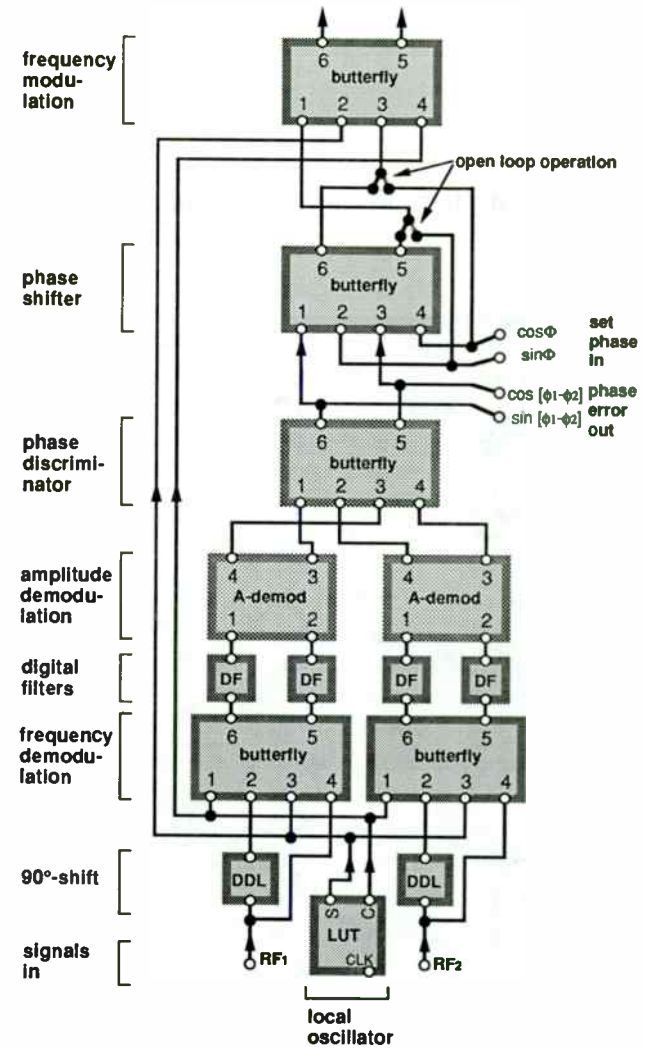 frequency
modu-
lation
6 5
butterfly
1 2 3 4
open loop operation
phase
shifter
6 5
butterfly
1 2 3 4
cosΦ
sinΦ
set
phase
in
cos [ϕ1-ϕ2]
sin [ϕ1-ϕ2]
phase
error
out
phase
discrimi-
nator
6 5
butterfly
1 2 3 4
amplitude
demodu-
lation
4 3
A-demod
1 2
4 3
A-demod
1 2
digital
filters
DF DF DF DF
frequency
demodu-
lation
6 5
butterfly
1 2 3 4
6 5
butterfly
1 2 3 4
90°-shift
DDL
DDL
S C
LUT
CLK
signals
in
RF1
RF2
local
oscillator